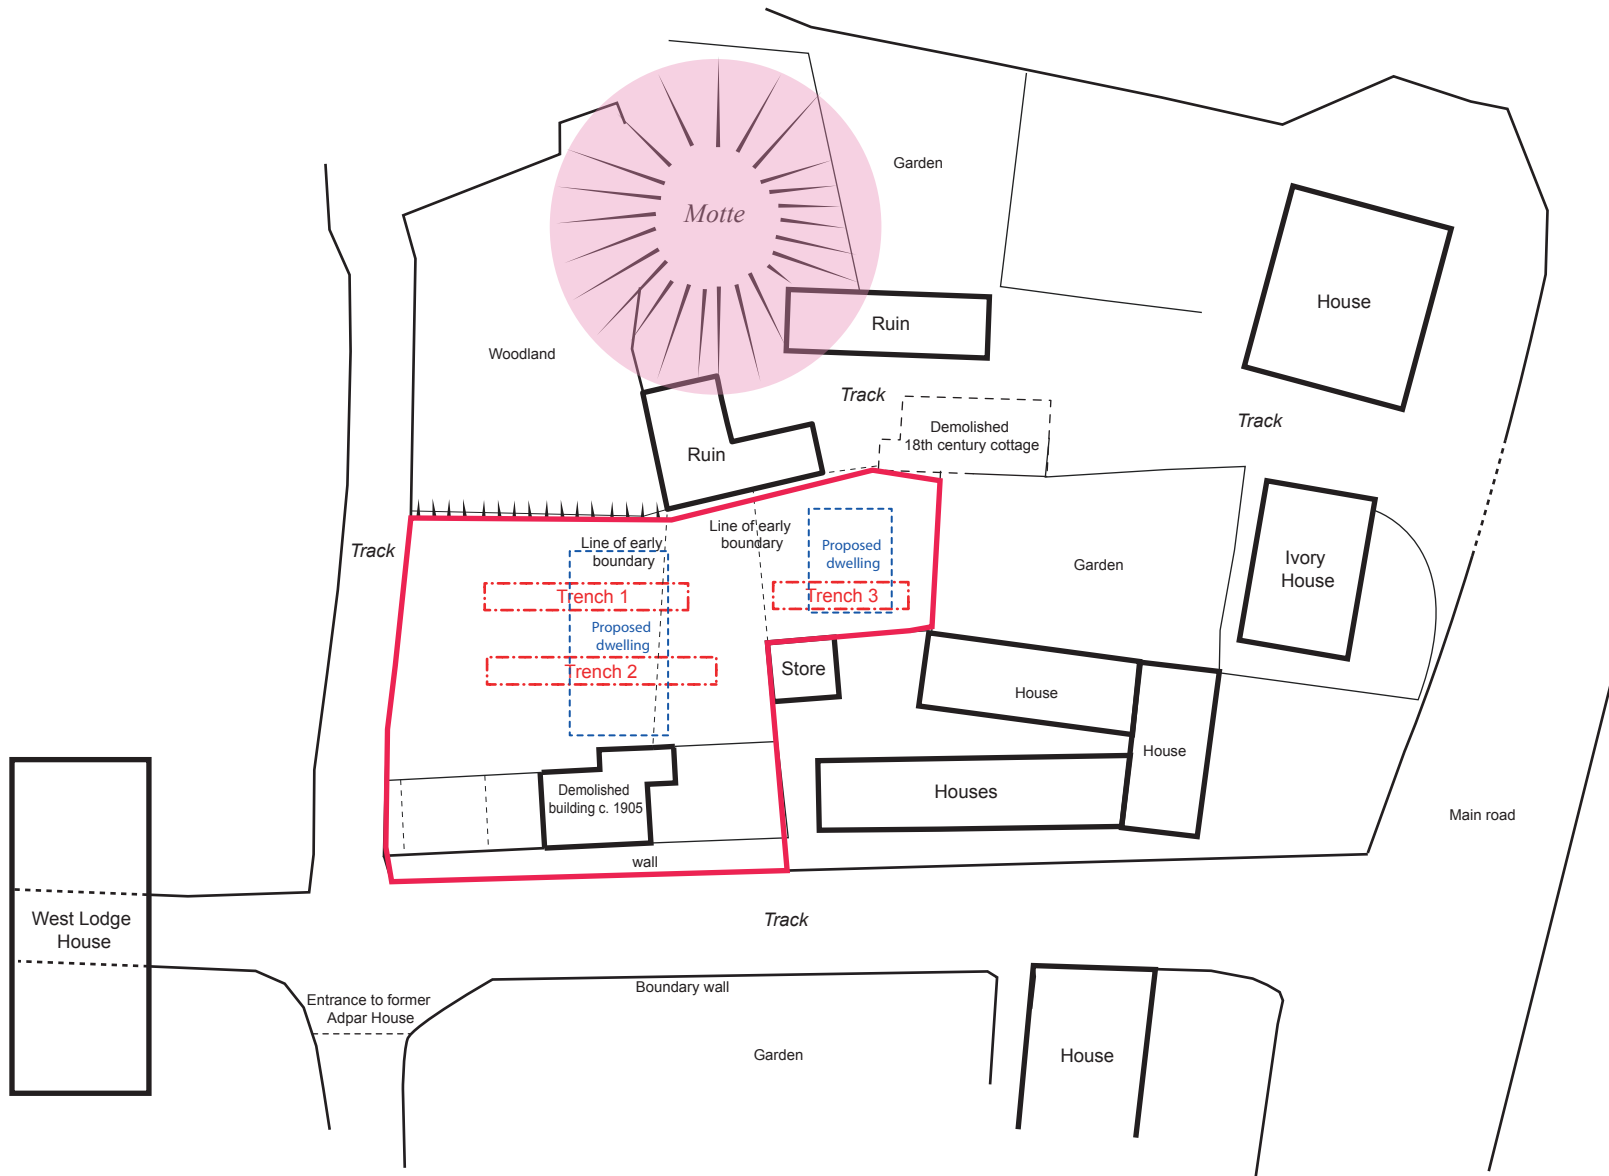 Garden
Motte
House
Ruin
Woodland
Track
Track
Demolished
18th century cottage
Ruin
Line of early
boundary
Line of early
boundary
Track
Proposed
dwelling
Garden
Ivory
House
Trench 1
Trench 3
Proposed
dwelling
Trench 2
Store
House
House
Demolished
building c. 1905
Houses
Main road
wall
West Lodge
House
Track
Entrance to former
Adpar House
Boundary wall
Garden
House